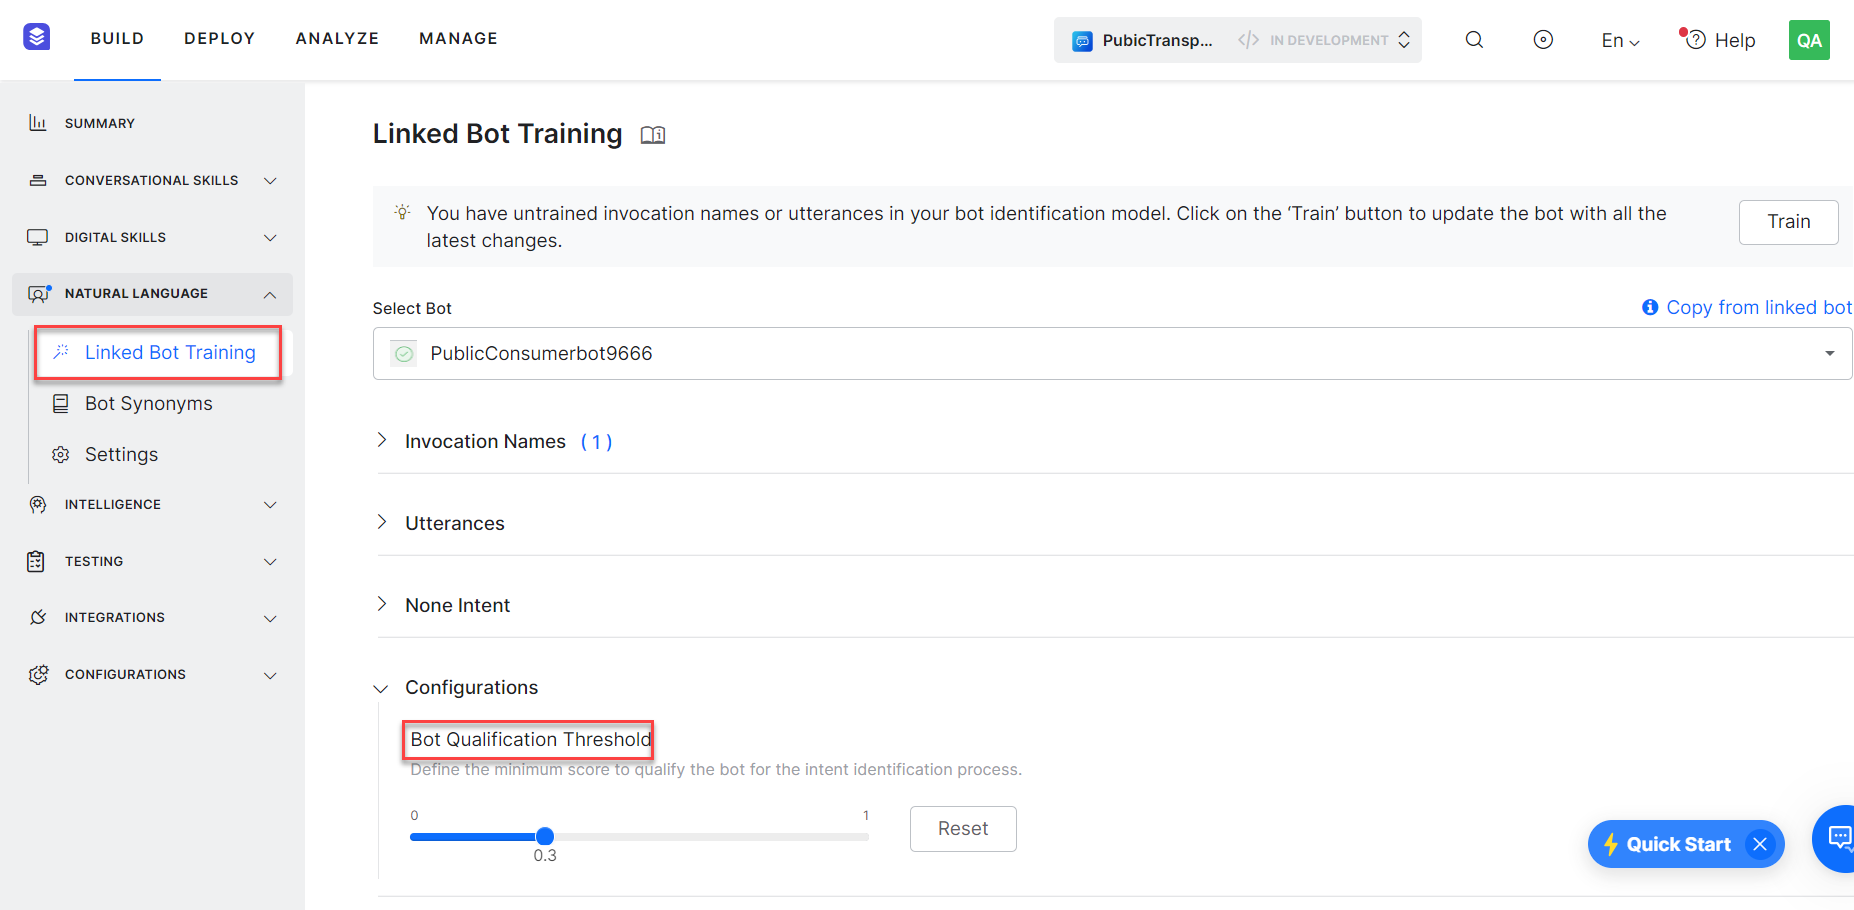 BUILD DEPLOY ANALYZE MANAGE PubicTransp... </> IN DEVELOPMENT En Help QA
SUMMARY
CONVERSATIONAL SKILLS
DIGITAL SKILLS
NATURAL LANGUAGE
Linked Bot Training
Bot Synonyms
Settings
INTELLIGENCE
TESTING
INTEGRATIONS
CONFIGURATIONS
Linked Bot Training
You have untrained invocation names or utterances in your bot identification model. Click on the ‘Train’ button to update the bot with all the
latest changes.
Train
Select Bot
Copy from linked bot
PublicConsumerbot9666
Invocation Names ( 1 )
Utterances
None Intent
Configurations
Bot Qualification Threshold
Define the minimum score to qualify the bot for the intent identification process.
0 1
0.3
Reset
Quick Start